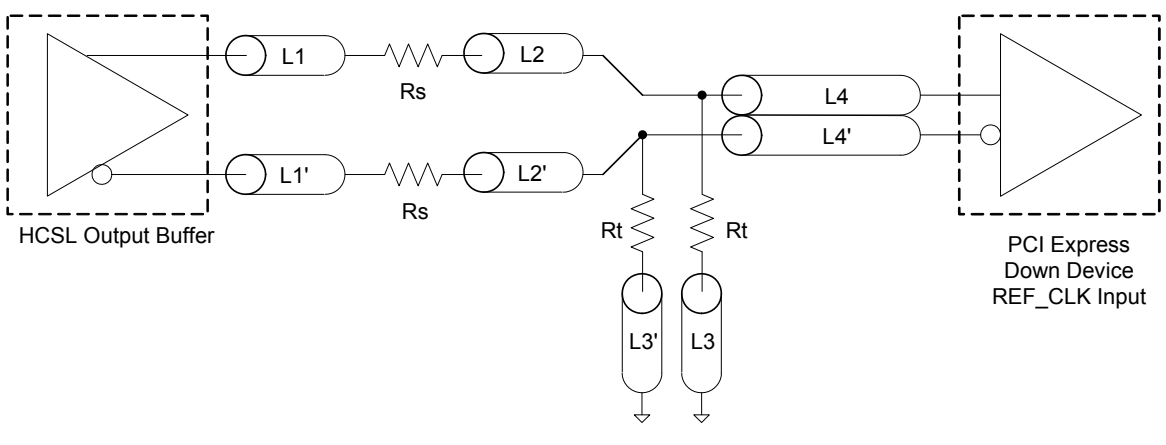 L1
Rs
L2
L4
L4'
L1'
Rs
L2'
HCSL Output Buffer
Rt
Rt
L3'
L3
PCI Express
Down Device
REF_CLK Input